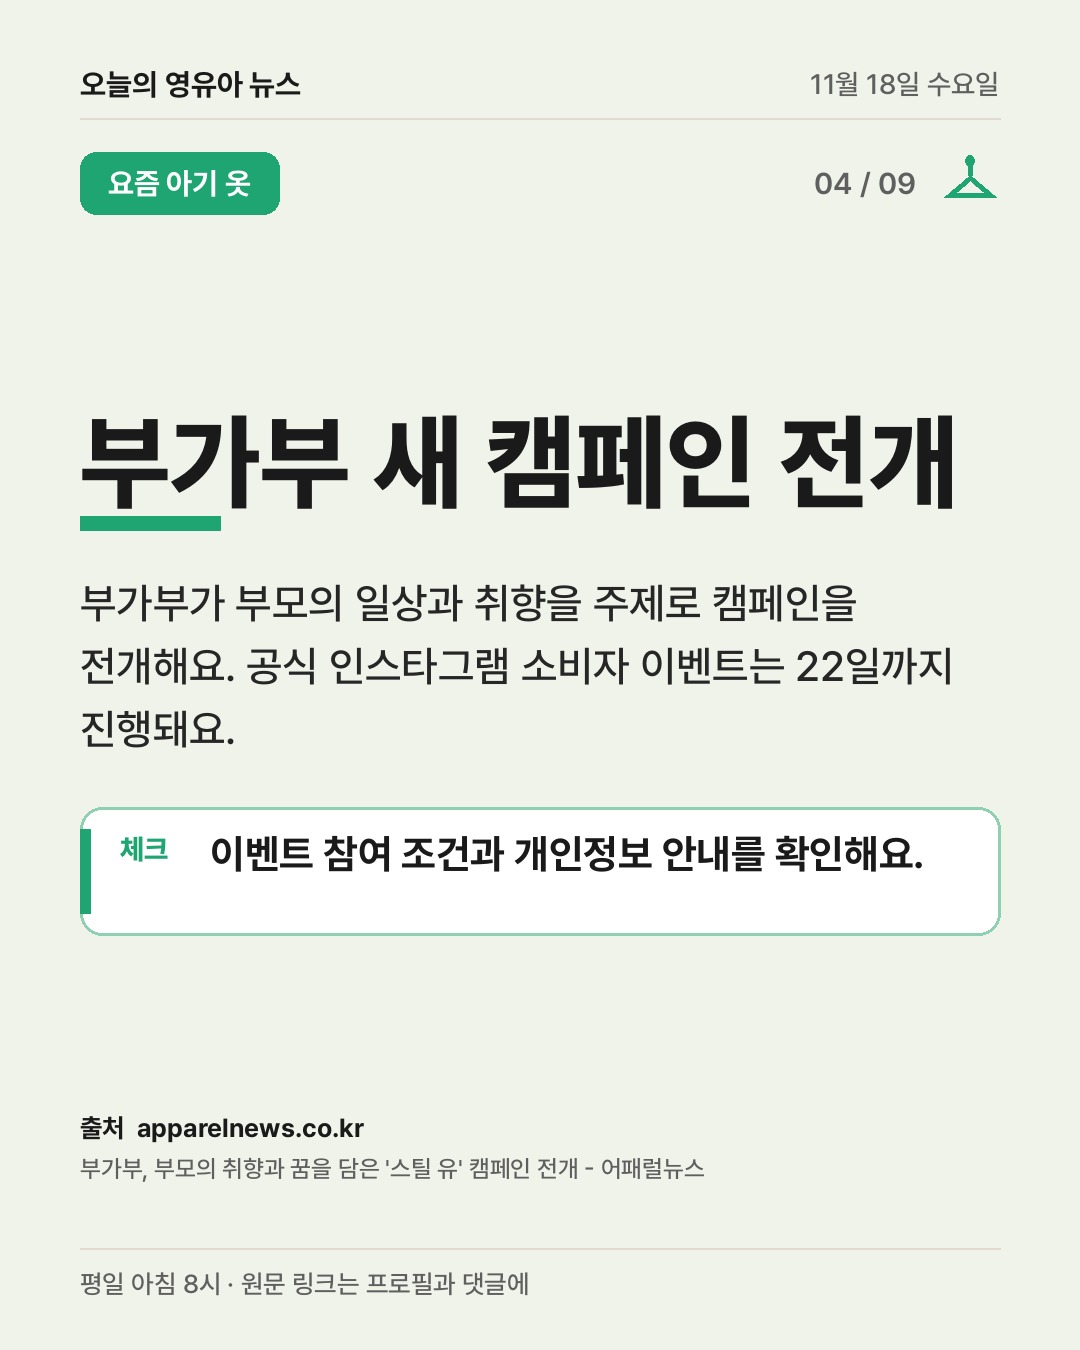 오늘의 영유아 뉴스
11월 18일 수요일
요즘 아기 옷
04 / 09
부가부 새 캠페인 전개
부가부가 부모의 일상과 취향을 주제로 캠페인을
전개해요. 공식 인스타그램 소비자 이벤트는 22일까지
진행돼요.
체크 이벤트 참여 조건과 개인정보 안내를 확인해요.
출처 apparelnews.co.kr
부가부, 부모의 취향과 꿈을 담은 '스틸 유' 캠페인 전개 - 어패럴뉴스
평일 아침 8시 · 원문 링크는 프로필과 댓글에